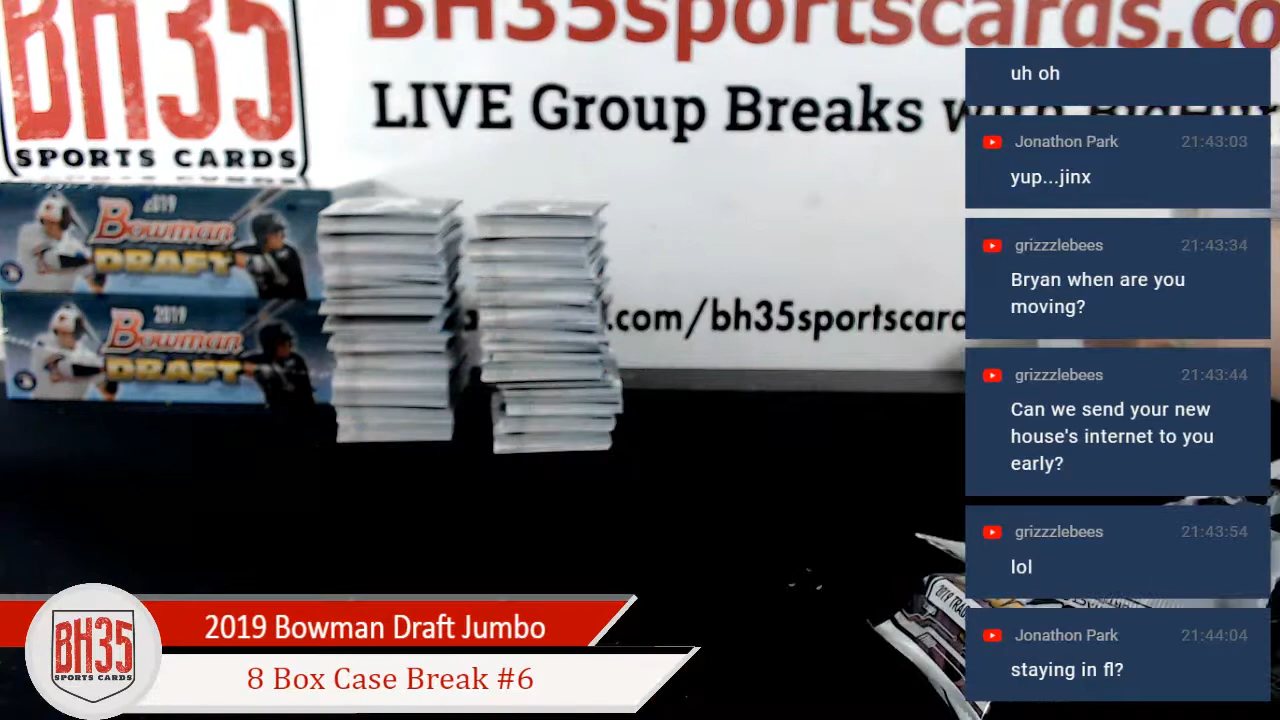 BH35
SPORTS CARDS
BH35sportscards.co
LIVE Group Breaks
2019
Bowman
DRAFT
2019
Bowman
DRAFT
.com/bh35sportscard
uh oh
Jonathon Park 21:43:03
yup...jinx
grizzzlebees 21:43:34
Bryan when are you
moving?
grizzzlebees 21:43:44
Can we send your new
house's internet to you
early?
grizzzlebees 21:43:54
lol
Jonathon Park 21:44:04
staying in fl?
BH35
SPORTS CARDS
2019 Bowman Draft Jumbo
8 Box Case Break #6